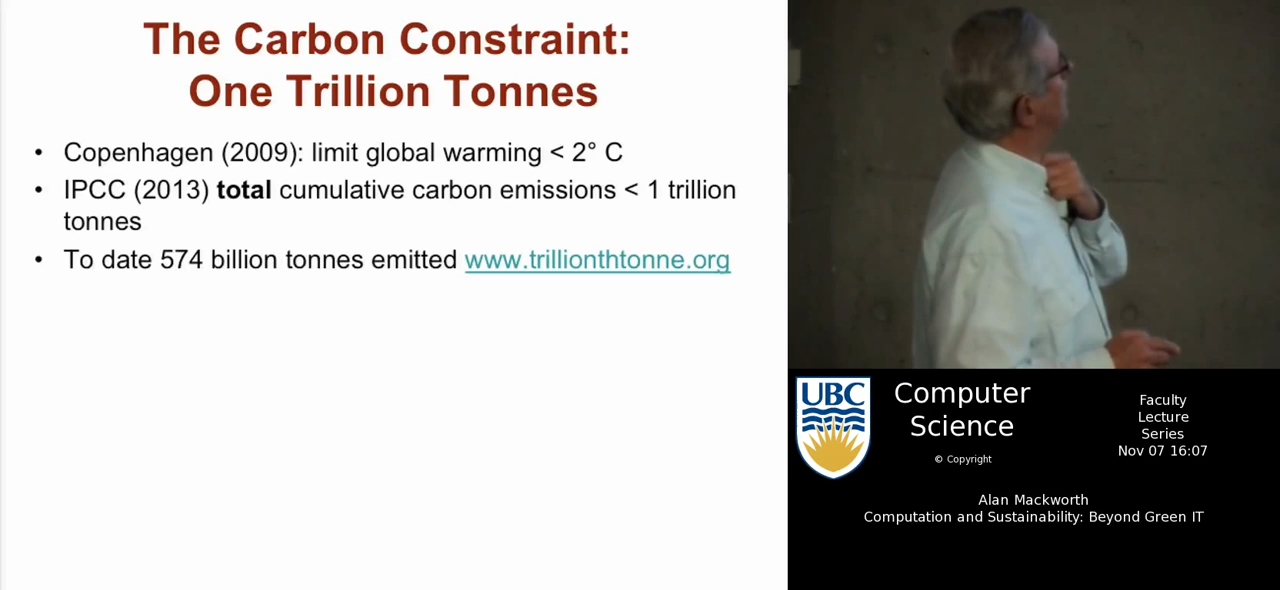 The Carbon Constraint:
One Trillion Tonnes
• Copenhagen (2009): limit global warming < 2° C
• IPCC (2013) total cumulative carbon emissions < 1 trillion
tonnes
• To date 574 billion tonnes emitted www.trillionthtonne.org
UBC
Computer
Science
© Copyright
Faculty
Lecture
Series
Nov 07 16:07
Alan Mackworth
Computation and Sustainability: Beyond Green IT